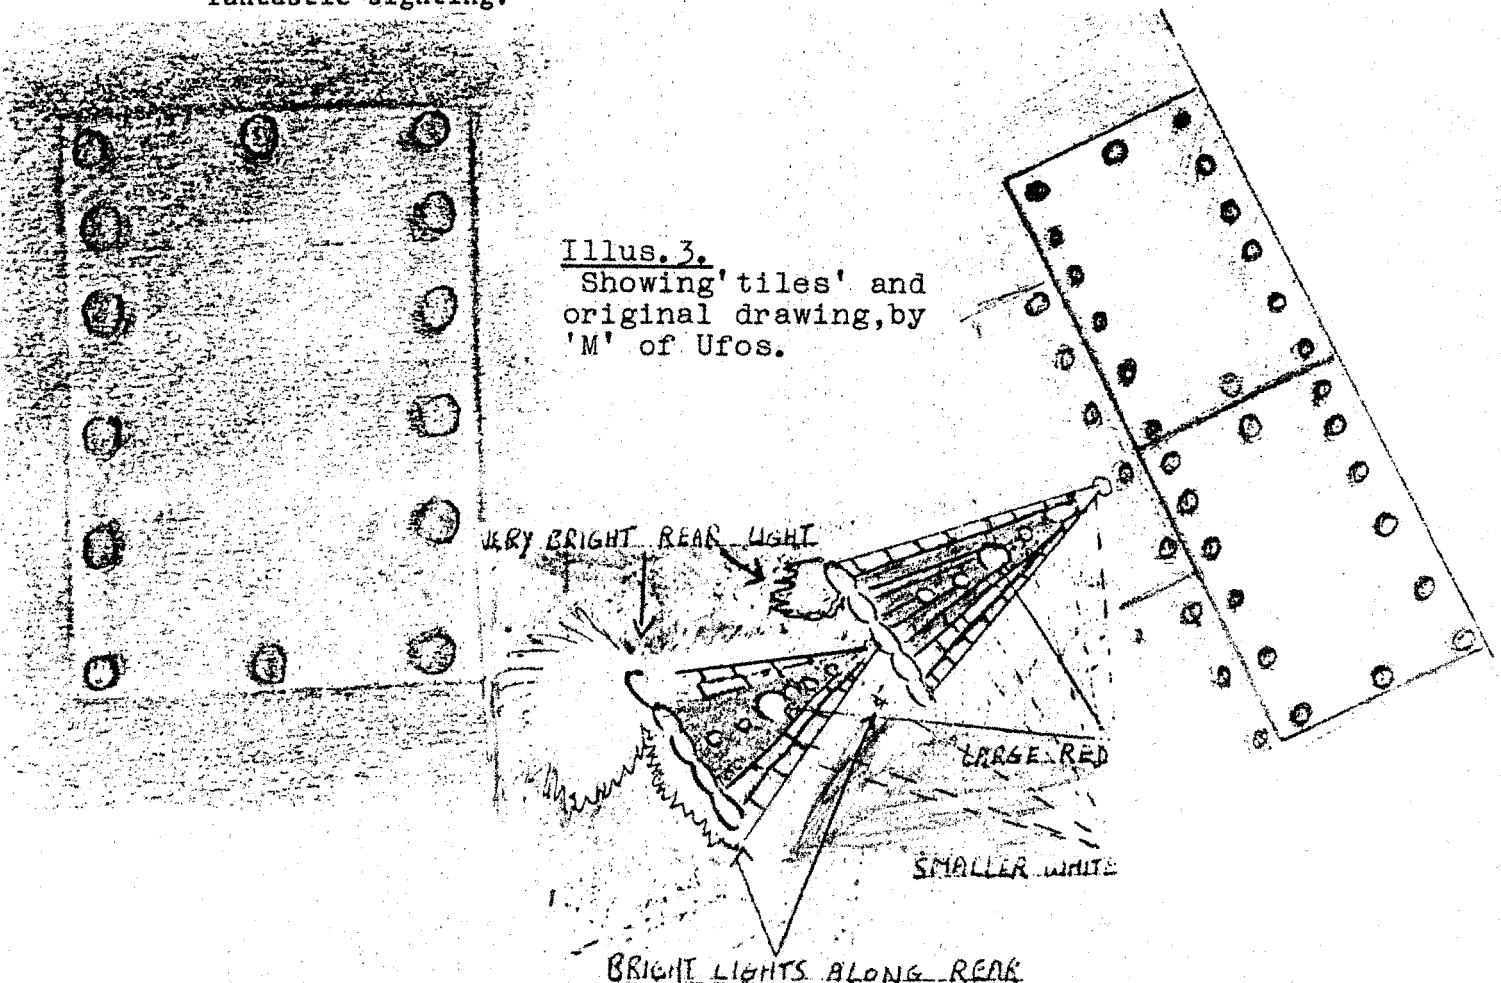 fantastic sighting.
Illus.3.
Showing'tiles' and
original drawing,by
'M' of Ufos.
VERY BRIGHT REAR LIGHT
LARGE RED
SMALLER WHITE
BRIGHT LIGHTS ALONG REAR